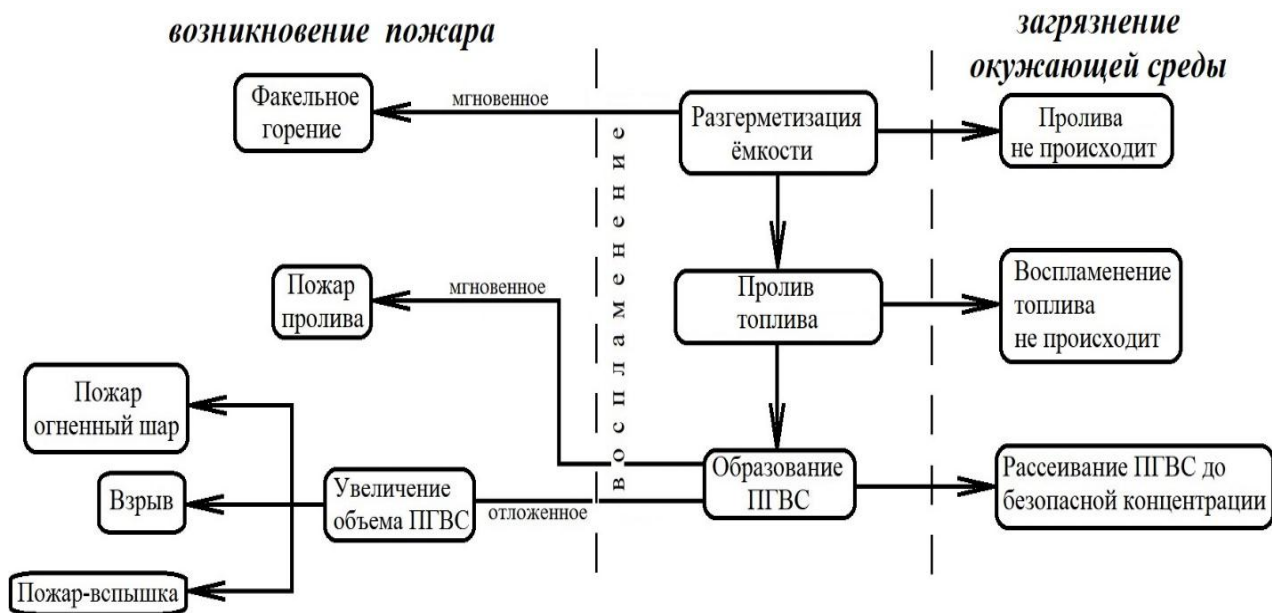 возникновение пожара
загрязнение
окружающей среды
Факельное
горение
мгновенное
Разгерметизация
ёмкости
Пролива
не происходит
воспламенение
Пожар
пролива
мгновенное
Пролив
топлива
Воспламенение
топлива
не происходит
Пожар
огненный шар
Взрыв
Пожар-вспышка
Увеличение
объема ПГВС
отложенное
Образование
ПГВС
Рассеивание ПГВС до
безопасной концентрации